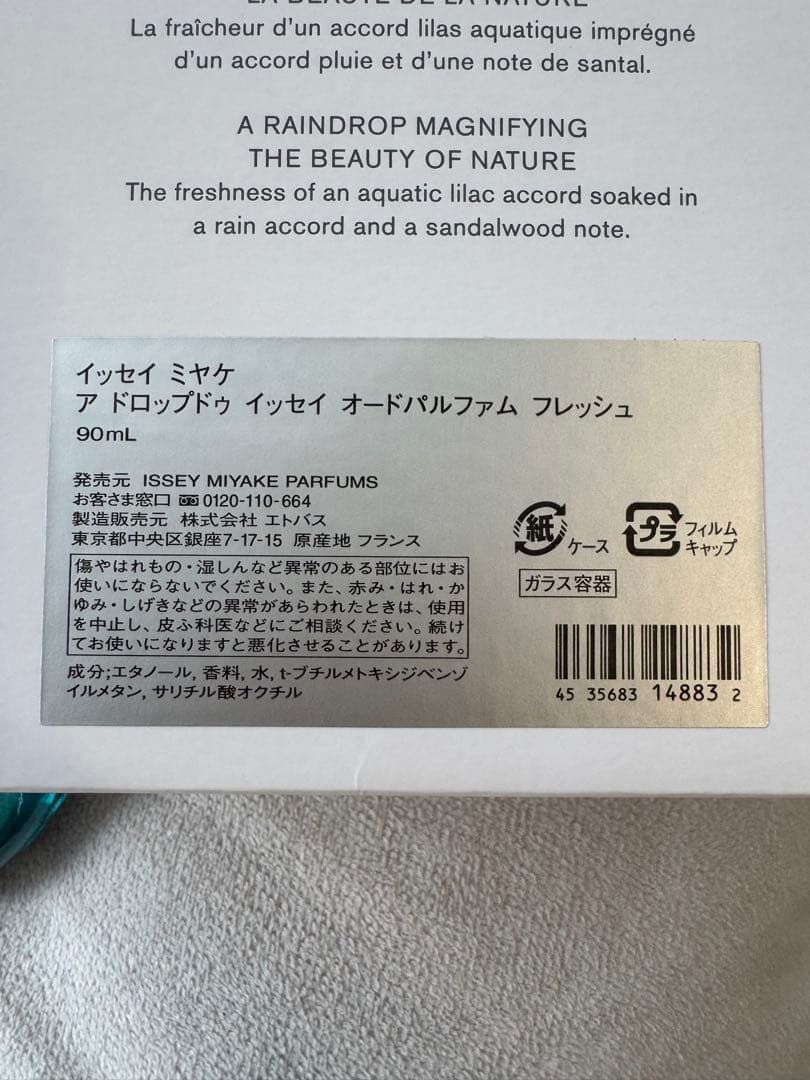 LA BEAUTÉ DE LA NATURE
La fraîcheur d'un accord lilas aquatique imprégné
d'un accord pluie et d'une note de santal.
A RAINDROP MAGNIFYING
THE BEAUTY OF NATURE
The freshness of an aquatic lilac accord soaked in
a rain accord and a sandalwood note.
イッセイ ミヤケ
ア ドロップドゥ イッセイ オードパルファム フレッシュ
90mL
発売元 ISSEY MIYAKE PARFUMS
お客さま窓口 0120-110-664
製造販売元 株式会社 エトバス
東京都中央区銀座7-17-15 原産地 フランス
傷やはれもの・湿しんなど異常のある部位にはお
使いにならないでください。また、赤み・はれ・か
ゆみ・しげきなどの異常があらわれたときは、使用
を中止し、皮ふ科医などにご相談ください。続け
てお使いになりますと悪化させることがあります。
成分;エタノール, 香料, 水, t-ブチルメトキシジベンゾ
イルメタン, サリチル酸オクチル
紙 ケース
プラ フィルム
キャップ
ガラス容器
45 35683 14883 2